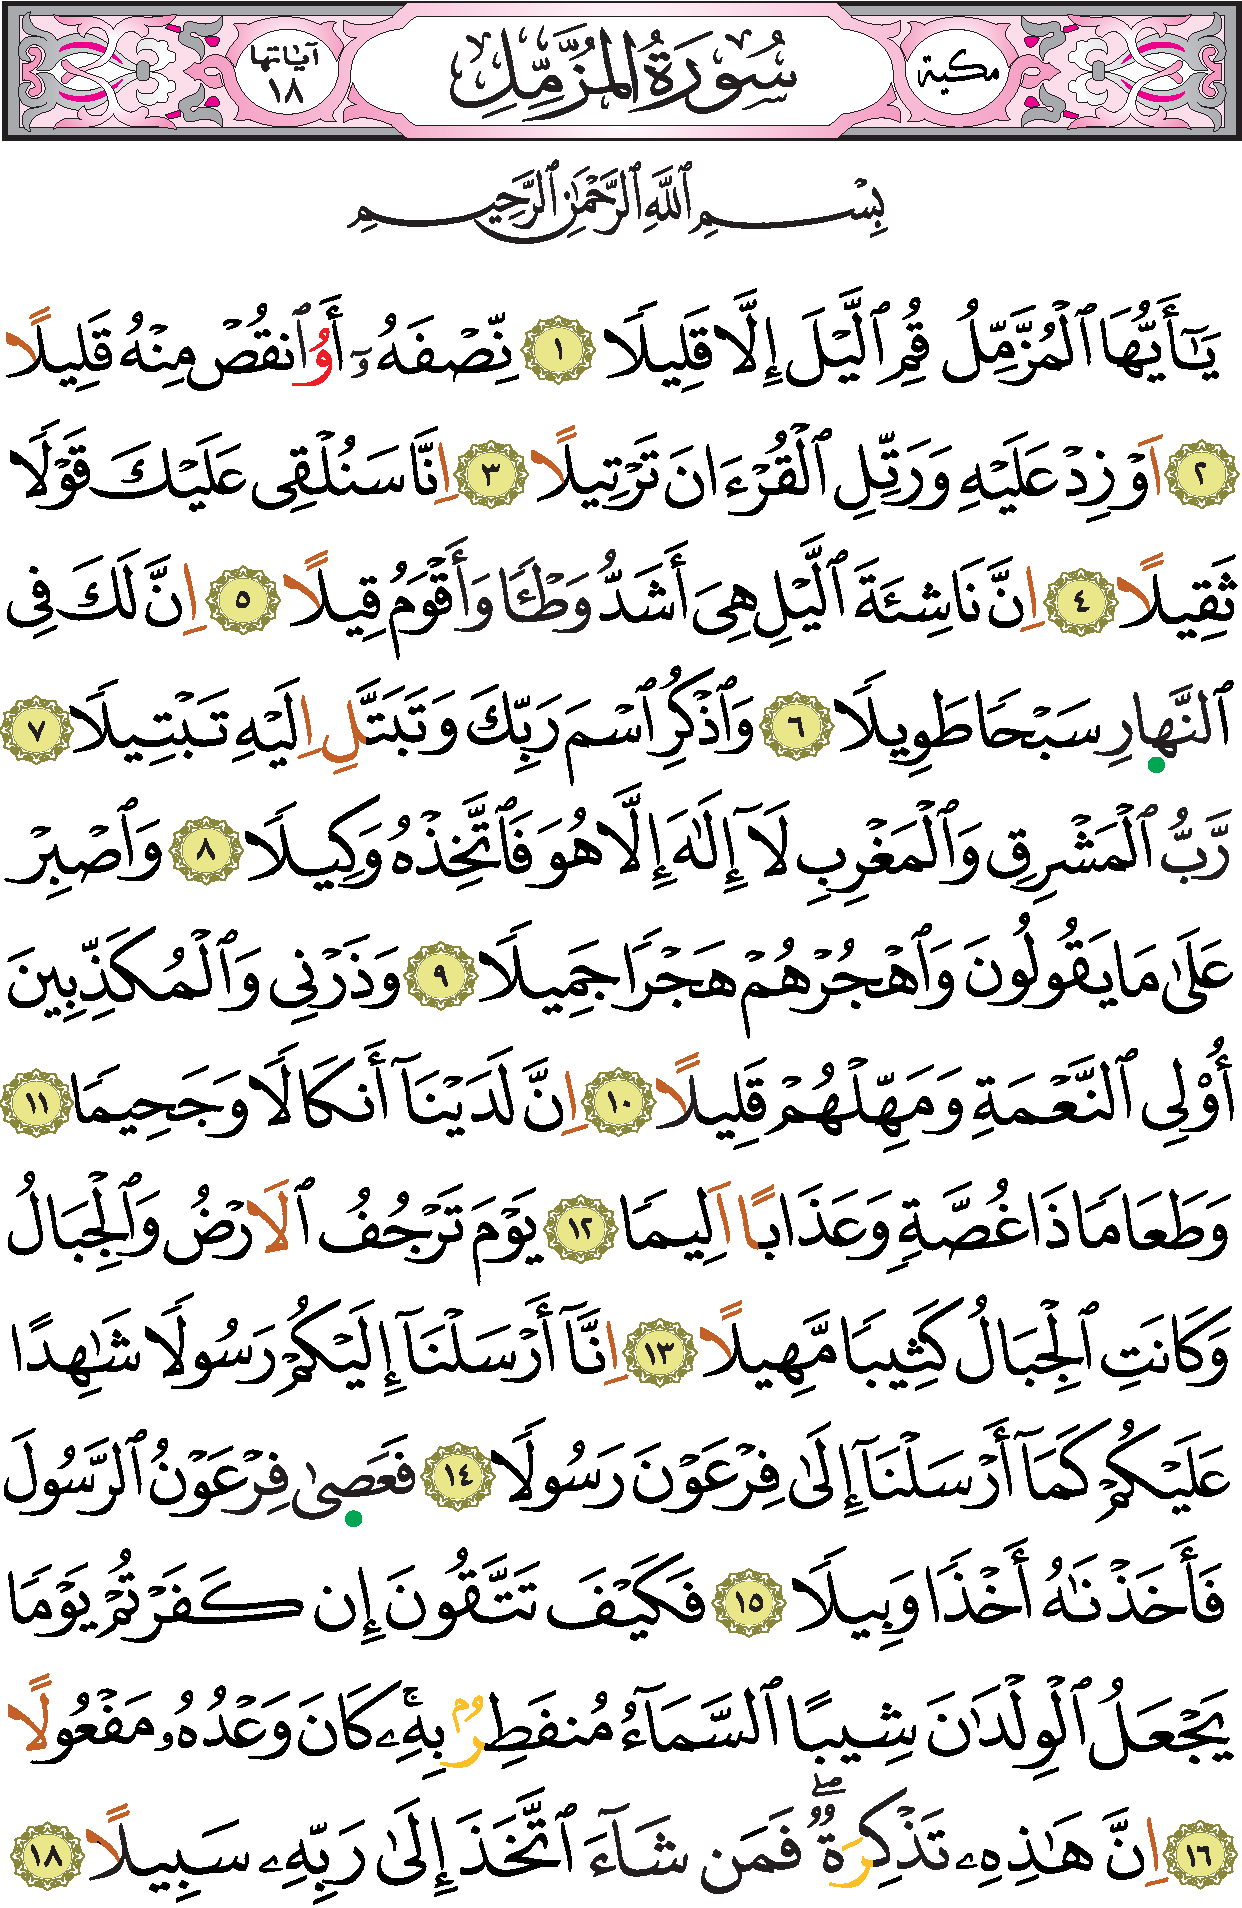 مكية
سُورَةُ المُزَّمِّلِ
آياتها ١٨
بِسْمِ ٱللَّهِ ٱلرَّحْمَٰنِ ٱلرَّحِيمِ
يَـٰٓأَيُّهَا ٱلْمُزَّمِّلُ قُمِ ٱلَّيْلَ إِلَّا قَلِيلًا ١ نِّصْفَهُۥٓ أَوُ ٱنقُصْ مِنْهُ قَلِيلًا
٢ اَوْ زِدْ عَلَيْهِ وَرَتِّلِ ٱلْقُرْءَانَ تَرْتِيلًا ٣ اِنَّا سَنُلْقِى عَلَيْكَ قَوْلًا
ثَقِيلًا ٤ اِنَّ نَاشِئَةَ ٱلَّيْلِ هِىَ أَشَدُّ وَطْـًٔا وَأَقْوَمُ قِيلًا ٥ اِنَّ لَكَ فِى
ٱلنَّهَارِ سَبْحًا طَوِيلًا ٦ وَٱذْكُرِ ٱسْمَ رَبِّكَ وَتَبَتَّلِ اِلَيْهِ تَبْتِيلًا ٧
رَّبُّ ٱلْمَشْرِقِ وَٱلْمَغْرِبِ لَآ إِلَٰهَ إِلَّا هُوَ فَٱتَّخِذْهُ وَكِيلًا ٨ وَٱصْبِرْ
عَلَىٰ مَا يَقُولُونَ وَٱهْجُرْهُمْ هَجْرًا جَمِيلًا ٩ وَذَرْنِى وَٱلْمُكَذِّبِينَ
أُوْلِى ٱلنَّعْمَةِ وَمَهِّلْهُمْ قَلِيلًا ١٠ اِنَّ لَدَيْنَآ أَنكَالًا وَجَحِيمًا ١١
وَطَعَامًا ذَا غُصَّةٍ وَعَذَابًا اَلِيمًا ١٢ يَوْمَ تَرْجُفُ ٱلَارْضُ وَٱلْجِبَالُ
وَكَانَتِ ٱلْجِبَالُ كَثِيبًا مَّهِيلًا ١٣ اِنَّآ أَرْسَلْنَآ إِلَيْكُمْ رَسُولًا شَـٰهِدًا
عَلَيْكُمْ كَمَآ أَرْسَلْنَآ إِلَىٰ فِرْعَوْنَ رَسُولًا ١٤ فَعَصَىٰ فِرْعَوْنُ ٱلرَّسُولَ
فَأَخَذْنَـٰهُ أَخْذًا وَبِيلًا ١٥ فَكَيْفَ تَتَّقُونَ إِن كَفَرْتُمْ يَوْمًا
يَجْعَلُ ٱلْوِلْدَٰنَ شِيبًا ٱلسَّمَآءُ مُنفَطِرٌۢ بِهِۦۚ كَانَ وَعْدُهُۥ مَفْعُولًا
١٦ اِنَّ هَـٰذِهِۦ تَذْكِرَةٌۖ فَمَن شَآءَ ٱتَّخَذَ إِلَىٰ رَبِّهِۦ سَبِيلًا ١٨